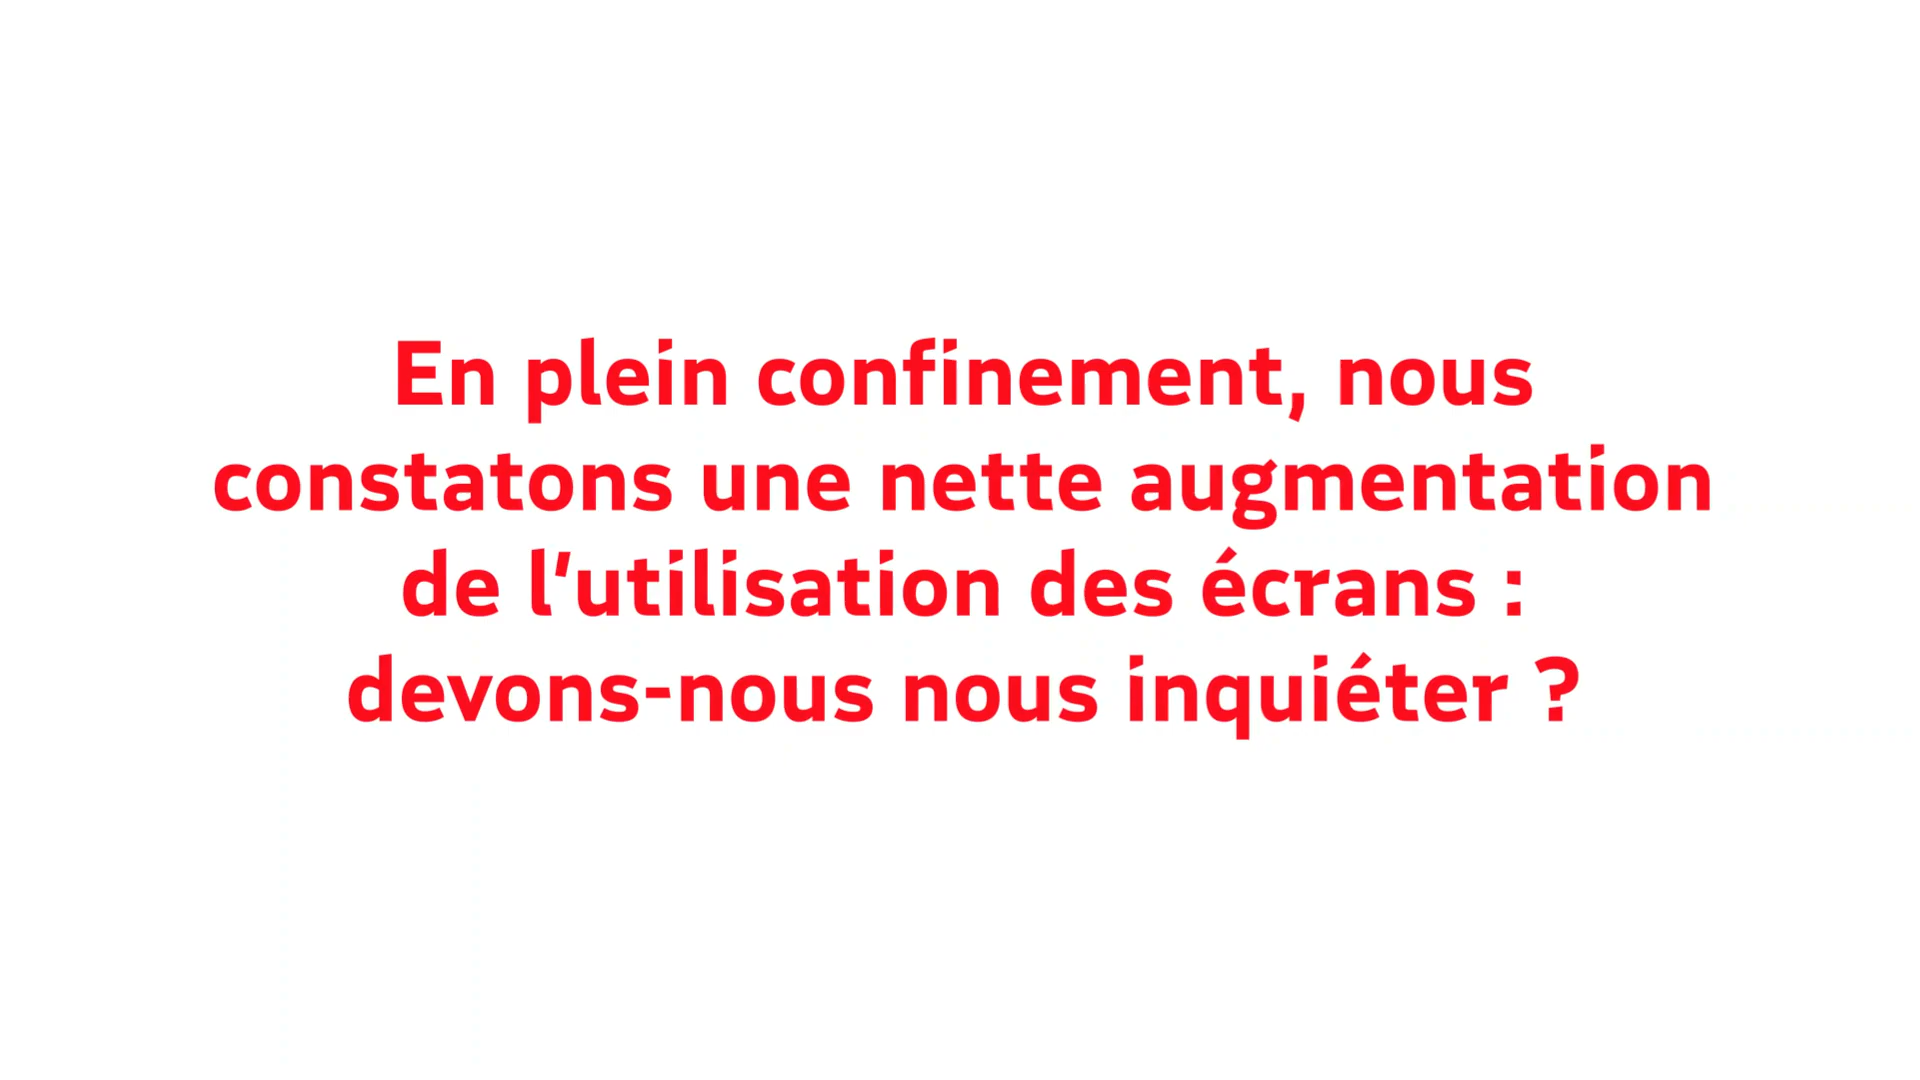 En plein confinement, nous
constatons une nette augmentation
de l’utilisation des écrans :
devons-nous nous inquiéter ?